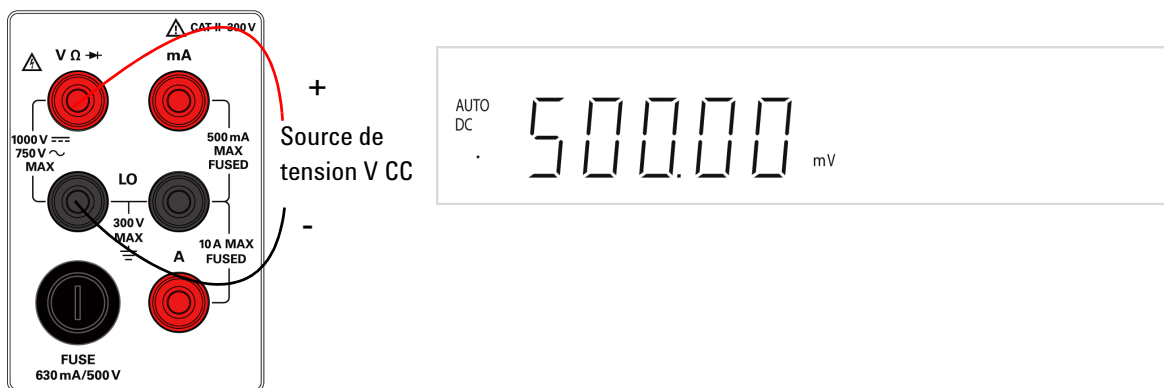 CAT II 300 V
V Ω mA
1000 V
750 V
MAX
500 mA
MAX
FUSED
LO
300 V
MAX
10 A MAX
FUSED
A
FUSE
630 mA/500 V
+
Source de
tension V CC
-
AUTO
DC
500.00 mV